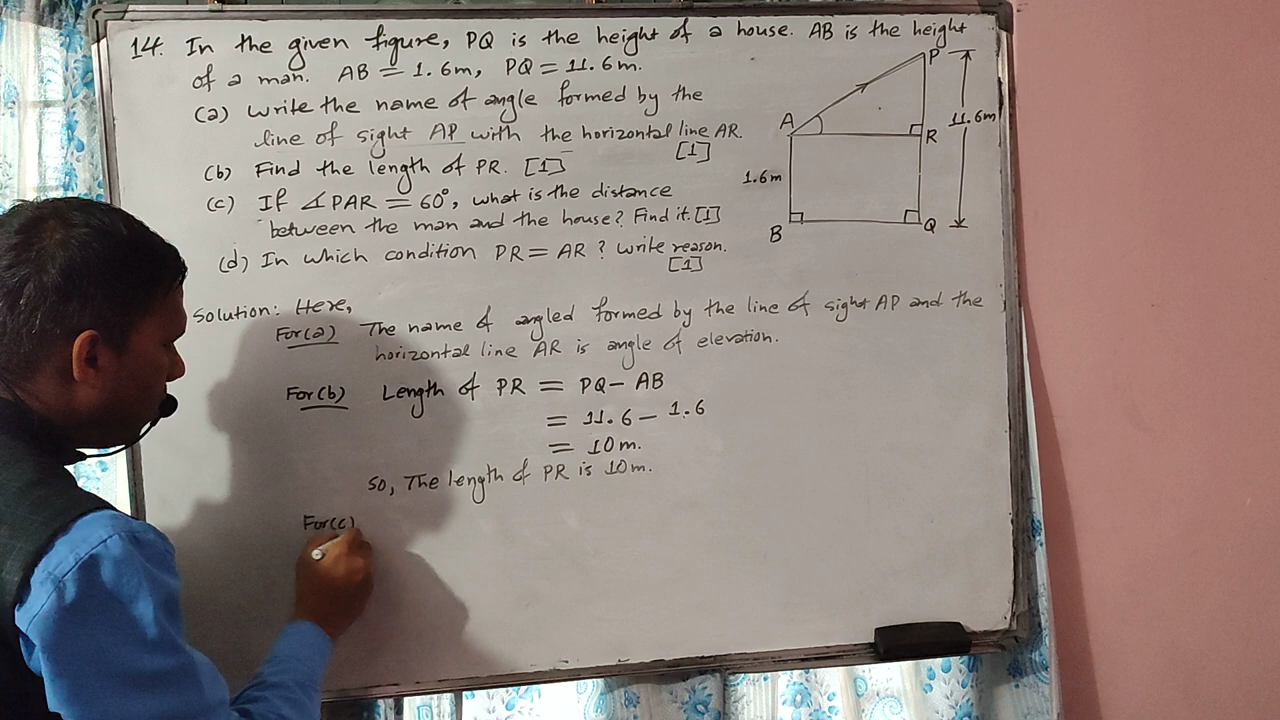 14. In the given figure, PQ is the height of a house. AB is the height
of a man. AB = 1.6m, PQ = 11.6m.
(a) Write the name of angle formed by the
line of sight AP with the horizontal line AR.
[1]
(b) Find the length of PR. [1]
(c) If ∠PAR = 60°, what is the distance
between the man and the house? Find it. [1]
(d) In which condition PR = AR? Write reason.
[1]
P
A
R
11.6m
1.6m
B
Q
Solution: Here,
For(a) The name of angled formed by the line of sight AP and the
horizontal line AR is angle of elevation.
For(b) Length of PR = PQ - AB
= 11.6 - 1.6
= 10m.
So, The length of PR is 10m.
For(c)